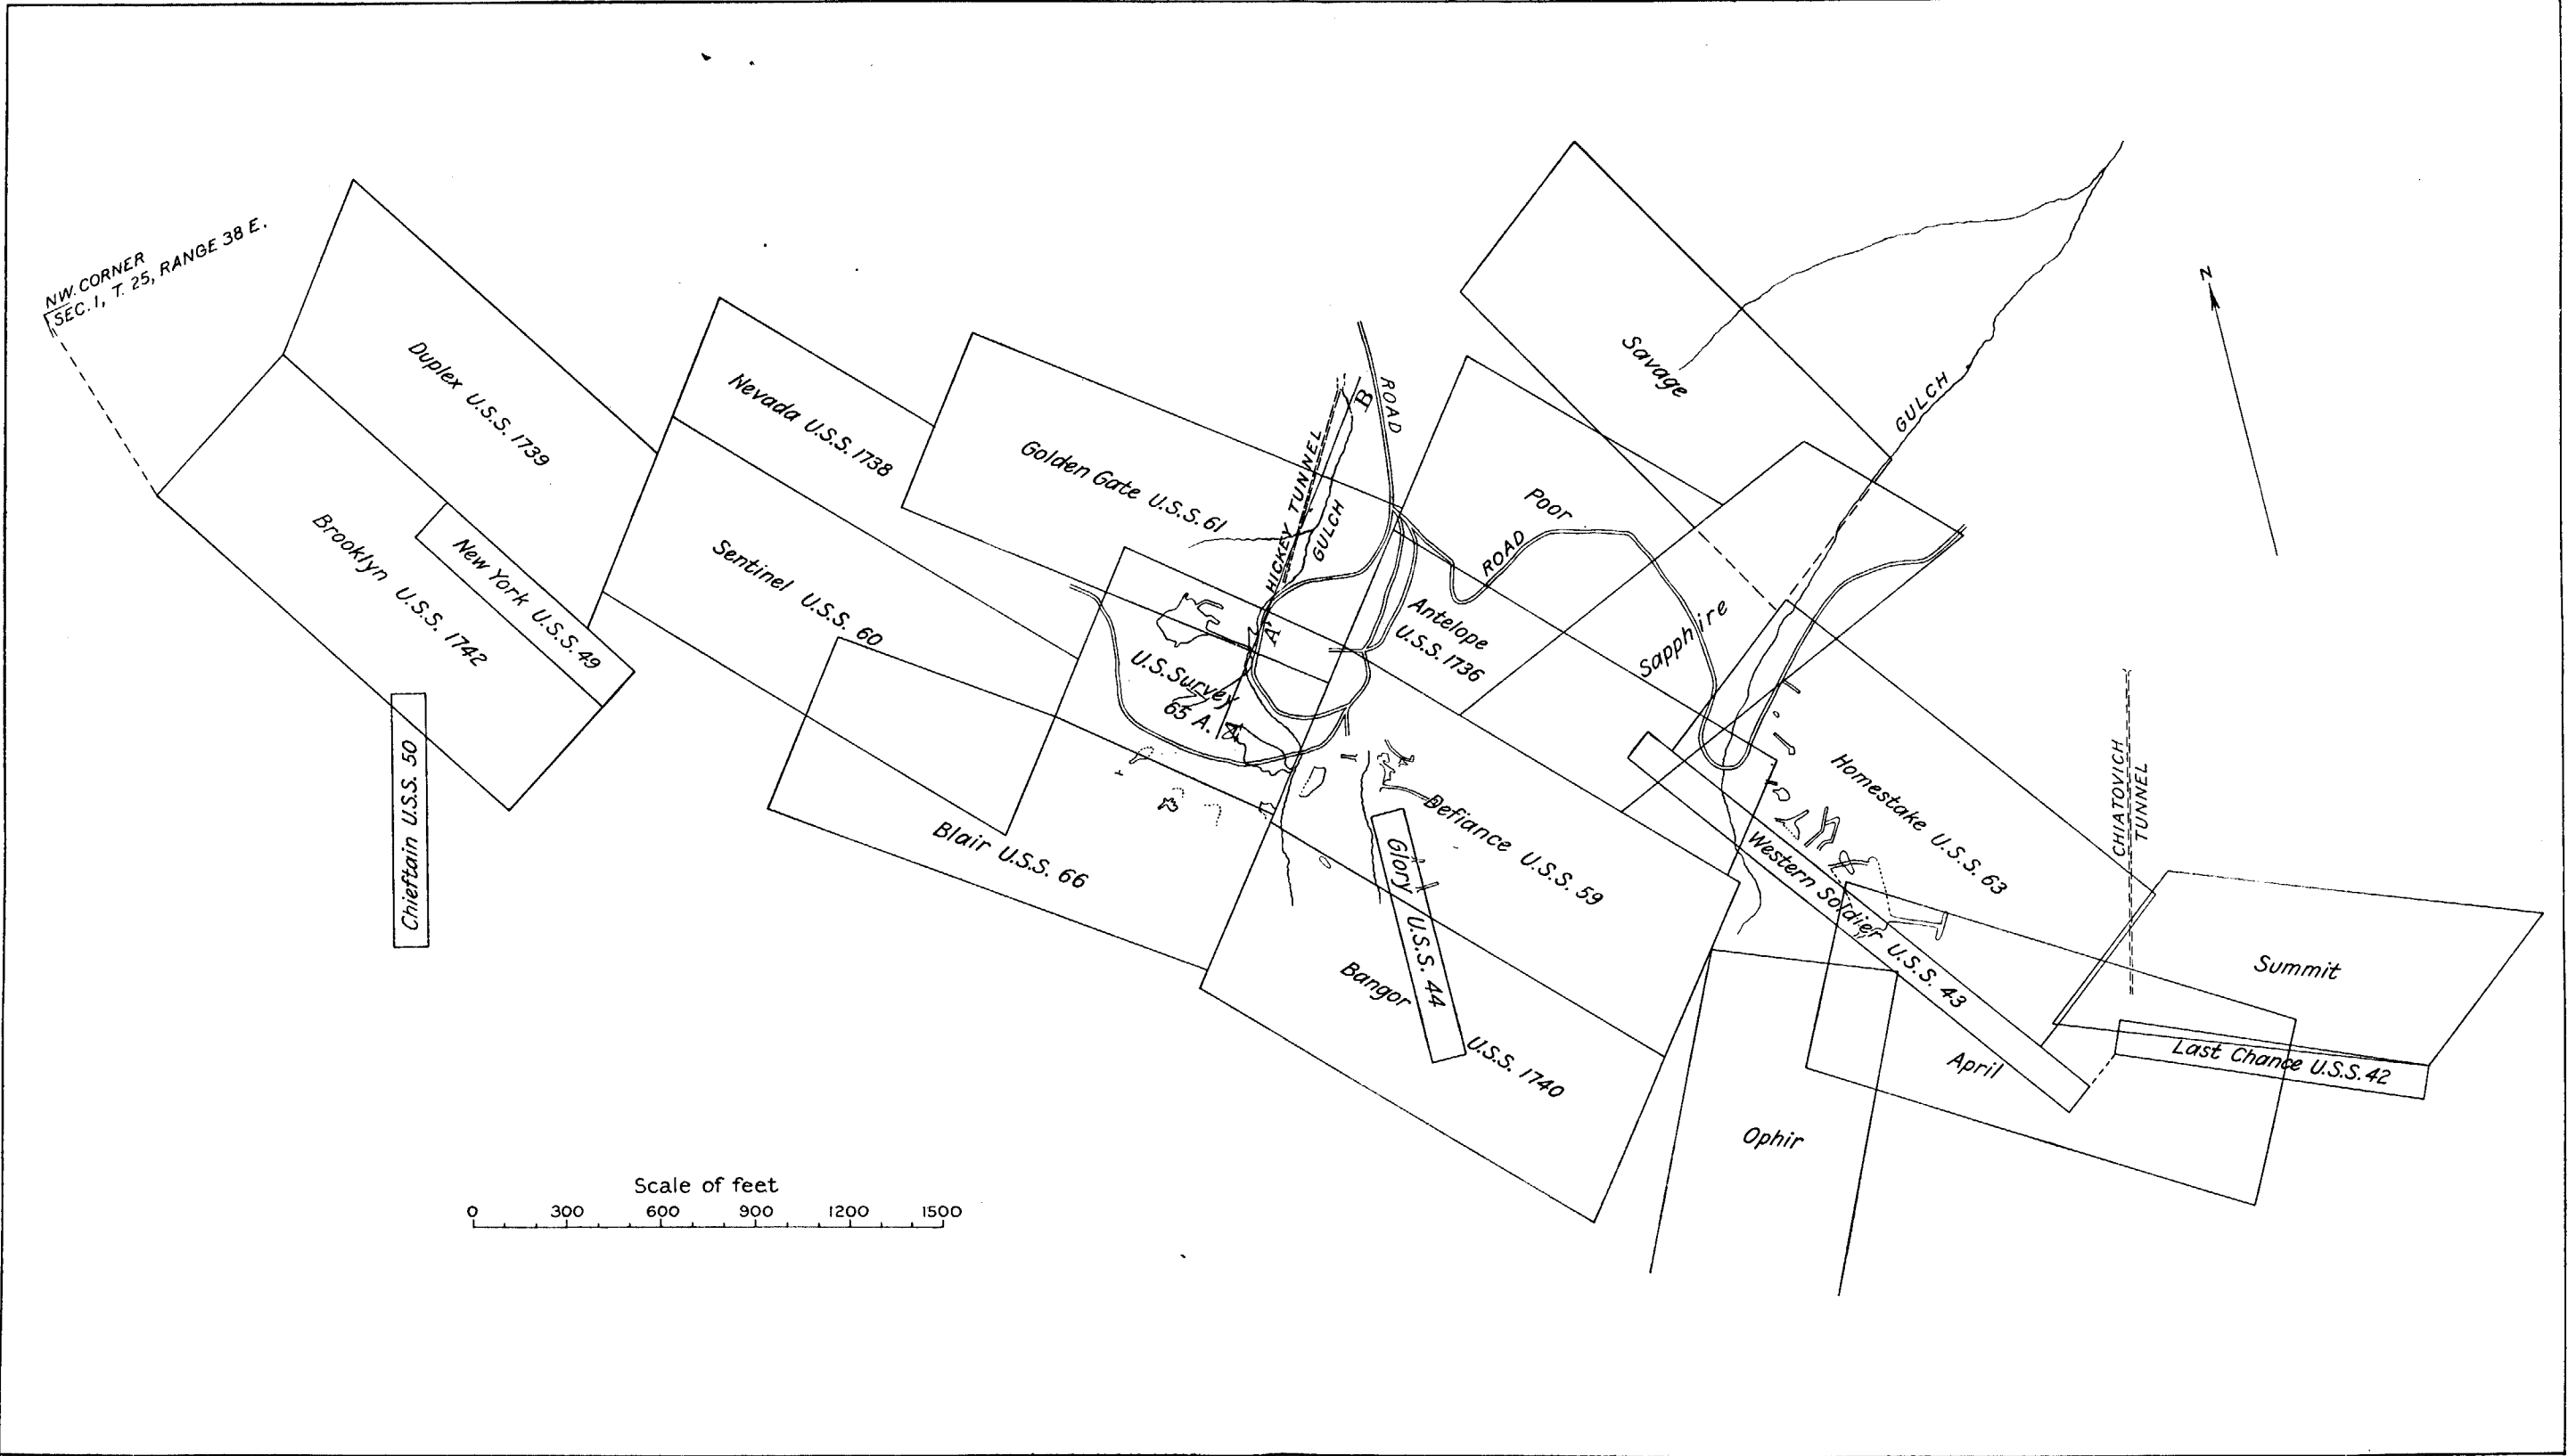 NW. CORNER
SEC. 1, T. 25, RANGE 38 E.
Duplex U.S.S. 1739
Brooklyn U.S.S. 1742
New York U.S.S. 49
Chieftain U.S.S. 50
Nevada U.S.S. 1738
Sentinel U.S.S. 60
Golden Gate U.S.S. 61
Blair U.S.S. 66
U.S. Survey
65 A.
HICKEY TUNNEL
GULCH
A
A'
B
ROAD
Poor
ROAD
Antelope
U.S.S. 1736
Sapphire
Savage
GULCH
N
Defiance U.S.S. 59
Glory U.S.S. 44
Bangor U.S.S. 1740
Homestake U.S.S. 63
Western Soldier U.S.S. 43
CHIATOVICH
TUNNEL
Summit
Last Chance U.S.S. 42
April
Ophir
Scale of feet
0 300 600 900 1200 1500